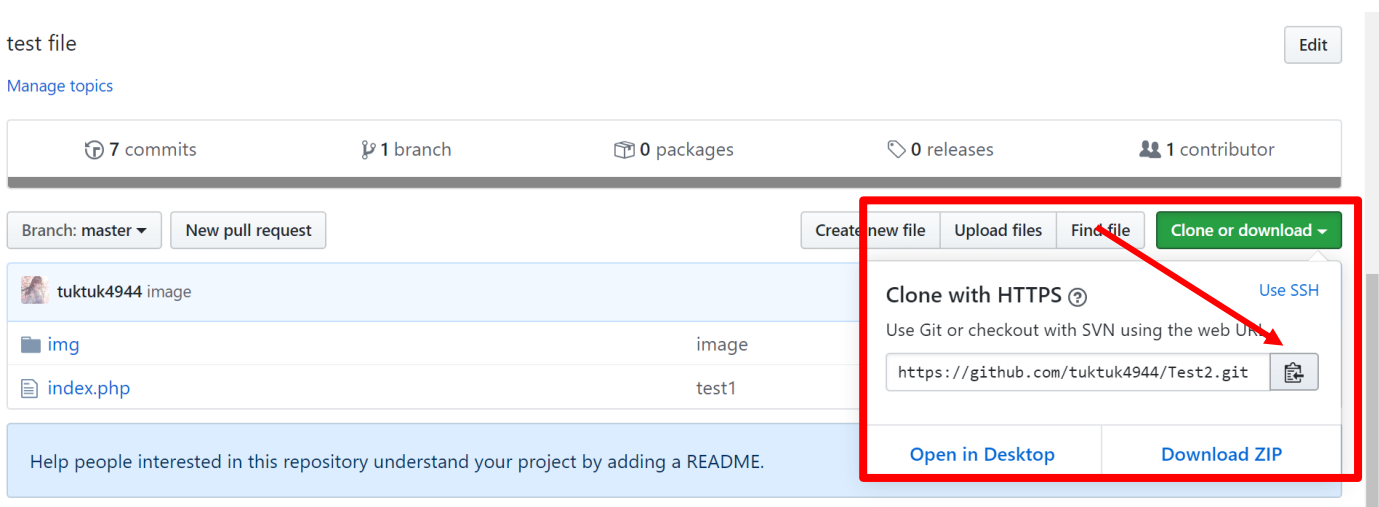 test file
Edit
Manage topics
7 commits
1 branch
0 packages
0 releases
1 contributor
Branch: master
New pull request
Create new file
Upload files
Find file
Clone or download
tuktuk4944 image
img
image
index.php
test1
Clone with HTTPS
Use SSH
Use Git or checkout with SVN using the web URL.
https://github.com/tuktuk4944/Test2.git
Open in Desktop
Download ZIP
Help people interested in this repository understand your project by adding a README.